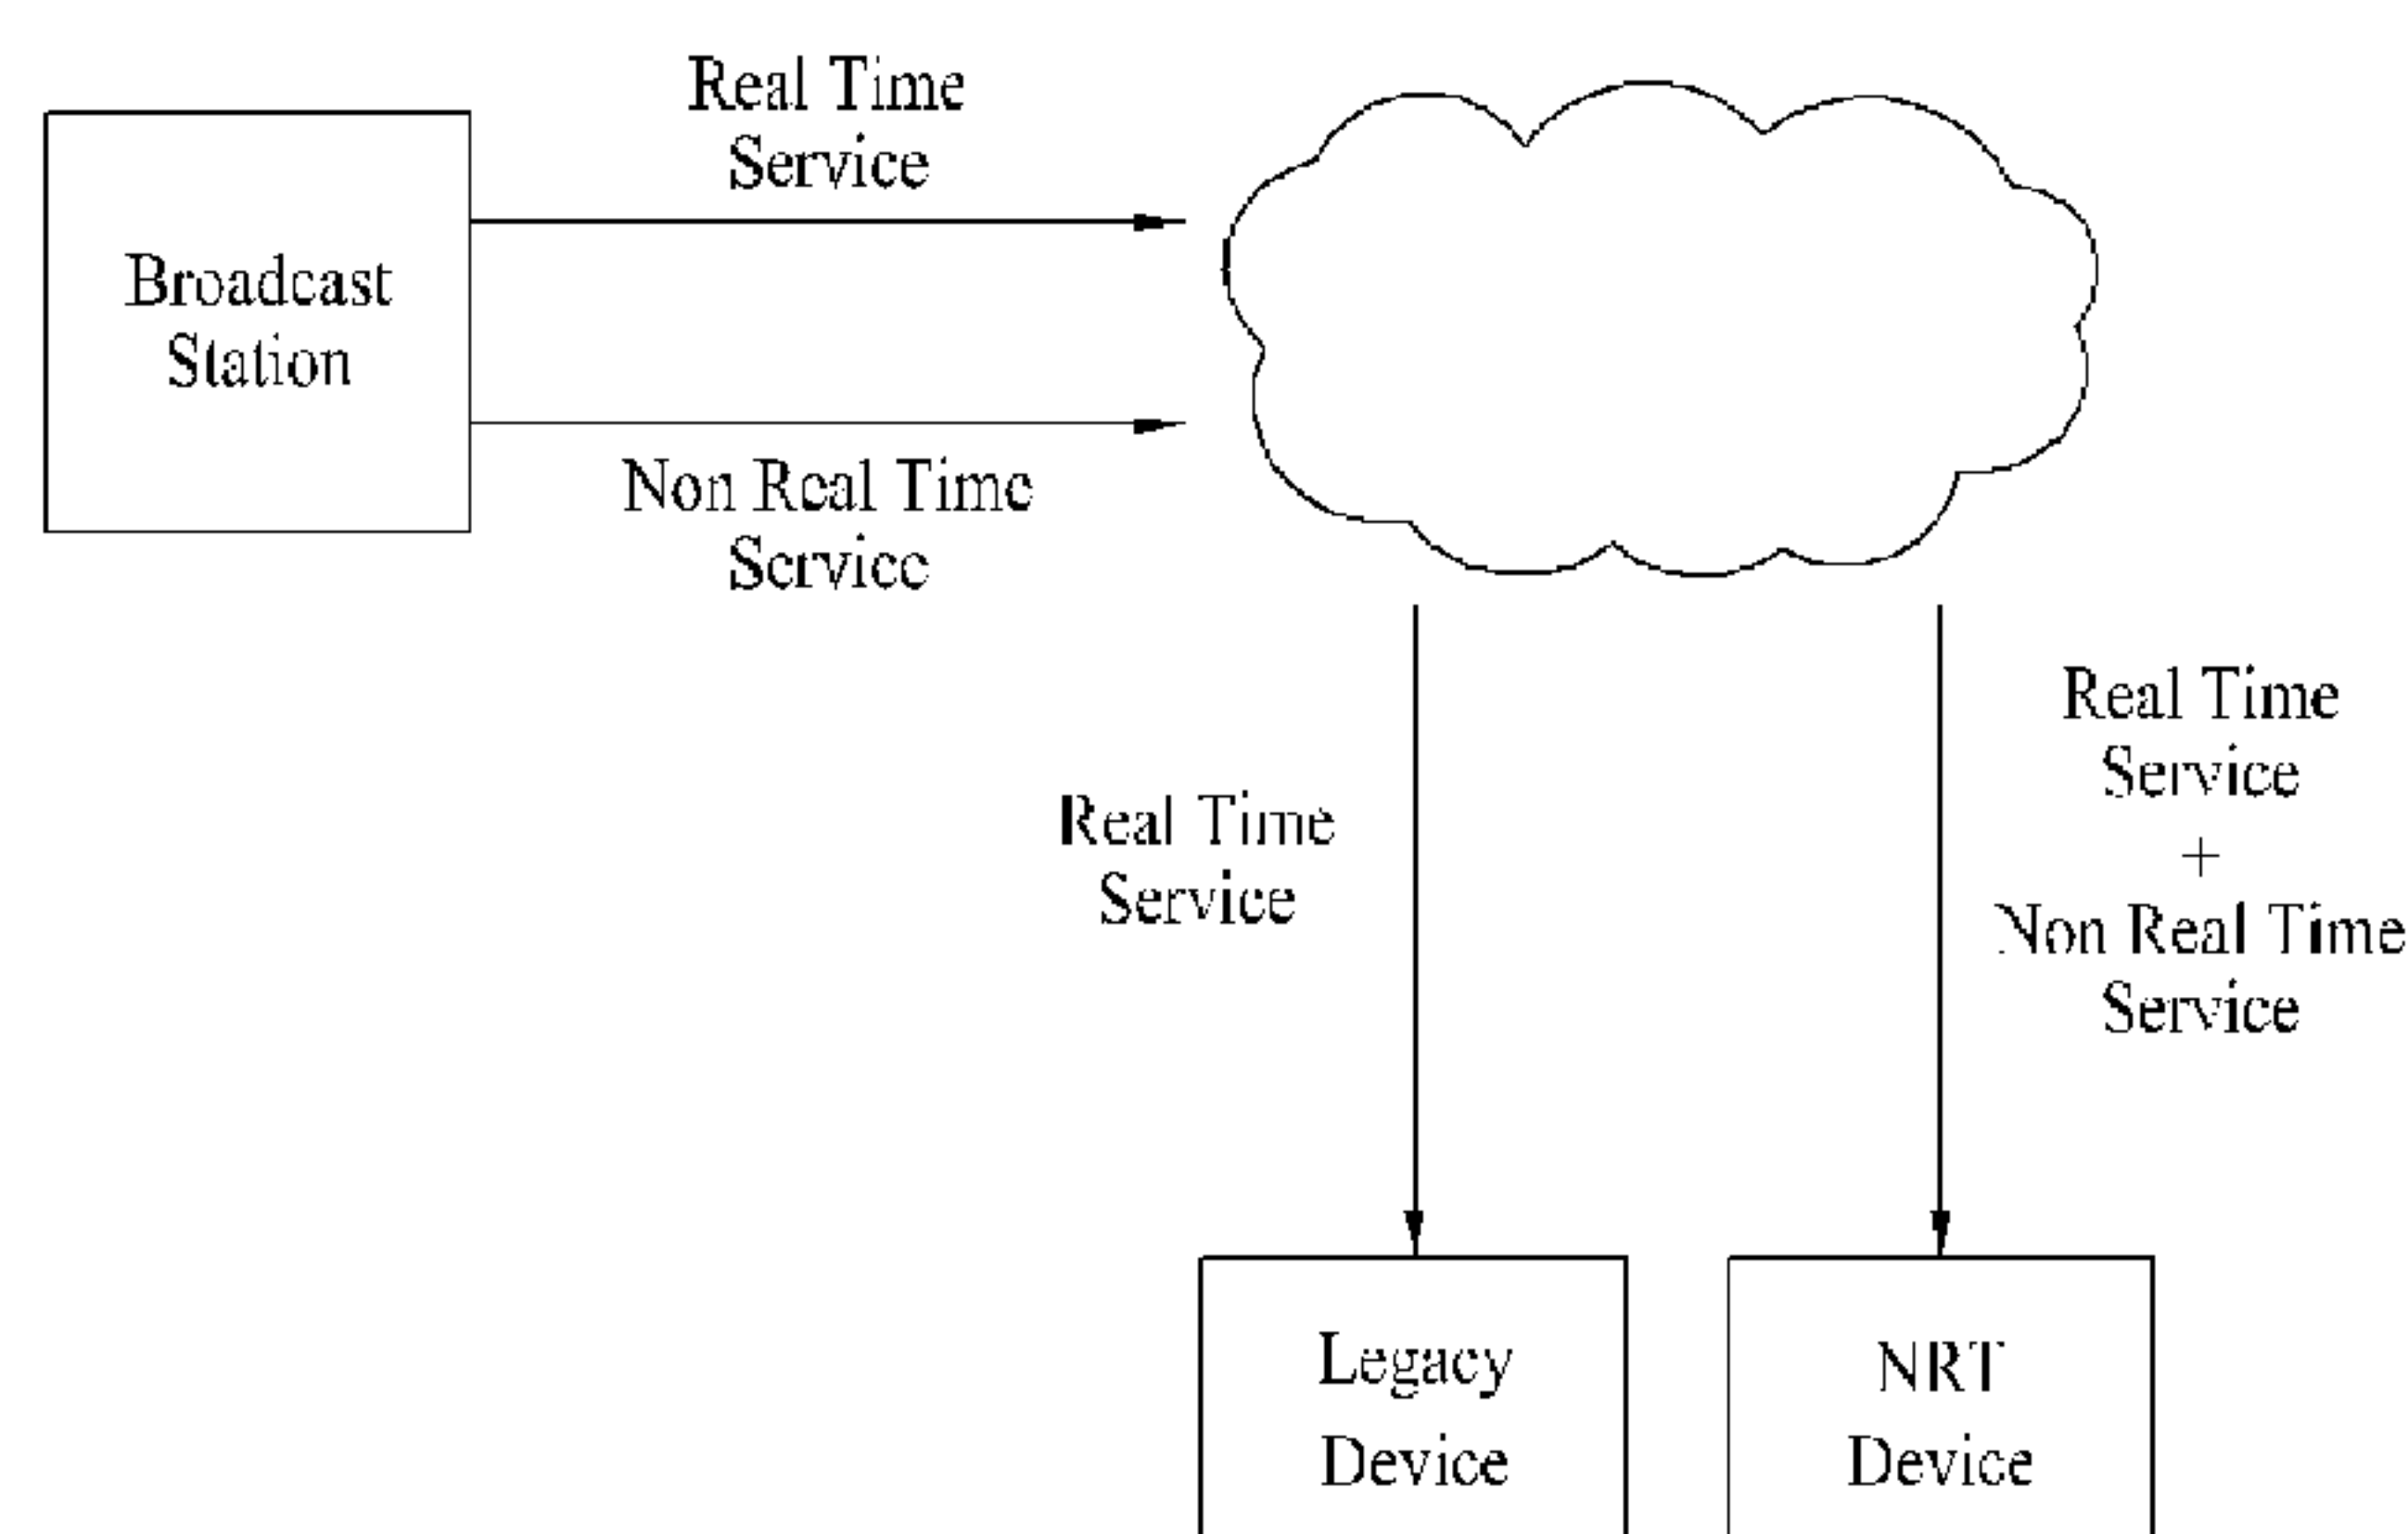 Real Time
Service
Broadcast
Station
Non Real Time
Service
Real Time
Service
Real Time
Service
+
Non Real Time
Service
Legacy
Device
NRT
Device